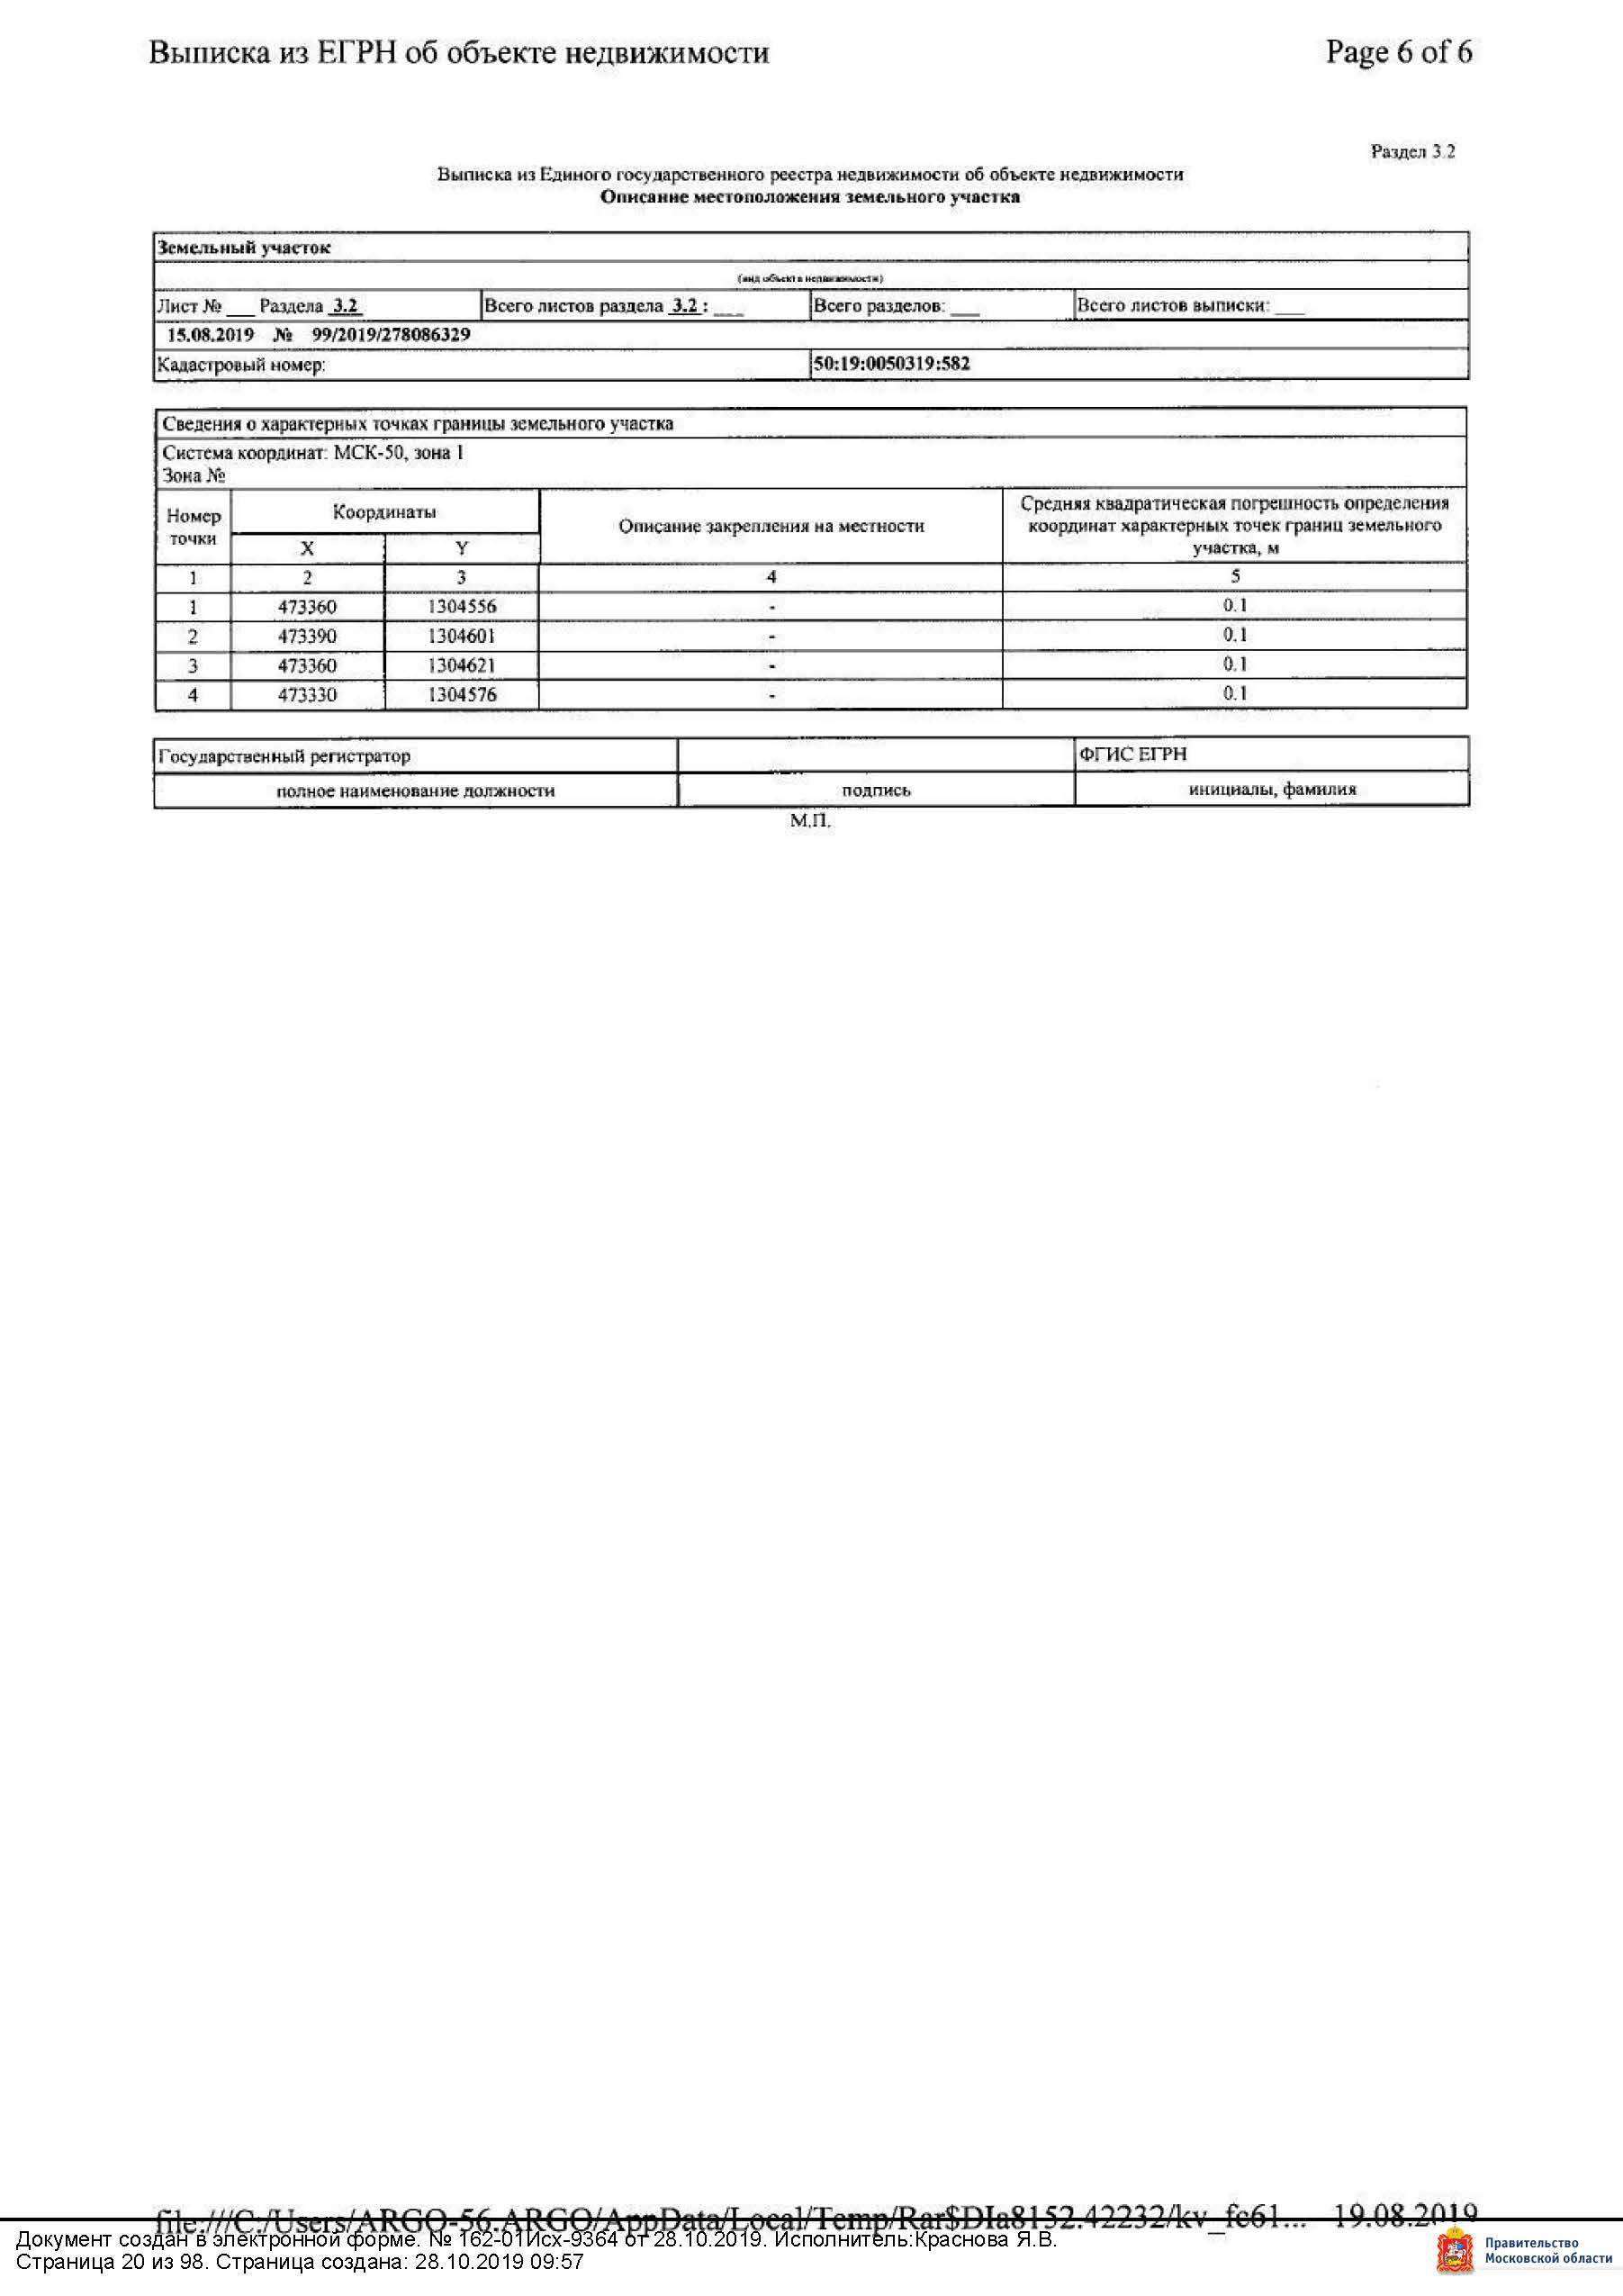 Выписка из ЕГРН об объекте недвижимости Page 6 of 6
Раздел 3.2
Выписка из Единого государственного реестра недвижимости об объекте недвижимости
Описание местоположения земельного участка
Земельный участок
(вид объекта недвижимости)
Лист № ___ Раздела 3.2 Всего листов раздела 3.2 : ___ Всего разделов: ___ Всего листов выписки: ___
15.08.2019 № 99/2019/278086329
Кадастровый номер: 50:19:0050319:582
Сведения о характерных точках границы земельного участка
Система координат: МСК-50, зона 1
Зона №
Номер точки Координаты Описание закрепления на местности Средняя квадратическая погрешность определения координат характерных точек границ земельного участка, м
X Y
1 2 3 4 5
1 473360 1304556 - 0.1
2 473390 1304601 - 0.1
3 473360 1304621 - 0.1
4 473330 1304576 - 0.1
Государственный регистратор ФГИС ЕГРН
полное наименование должности подпись инициалы, фамилия
М.П.
file:///C:/Users/ARGO-56.ARGO/AppData/Local/Temp/Rar$DIa8152.42232/kv_fc61... 19.08.2019
Документ создан в электронной форме. № 162-01Исх-9364 от 28.10.2019. Исполнитель:Краснова Я.В.
Страница 20 из 98. Страница создана: 28.10.2019 09:57
Правительство
Московской области